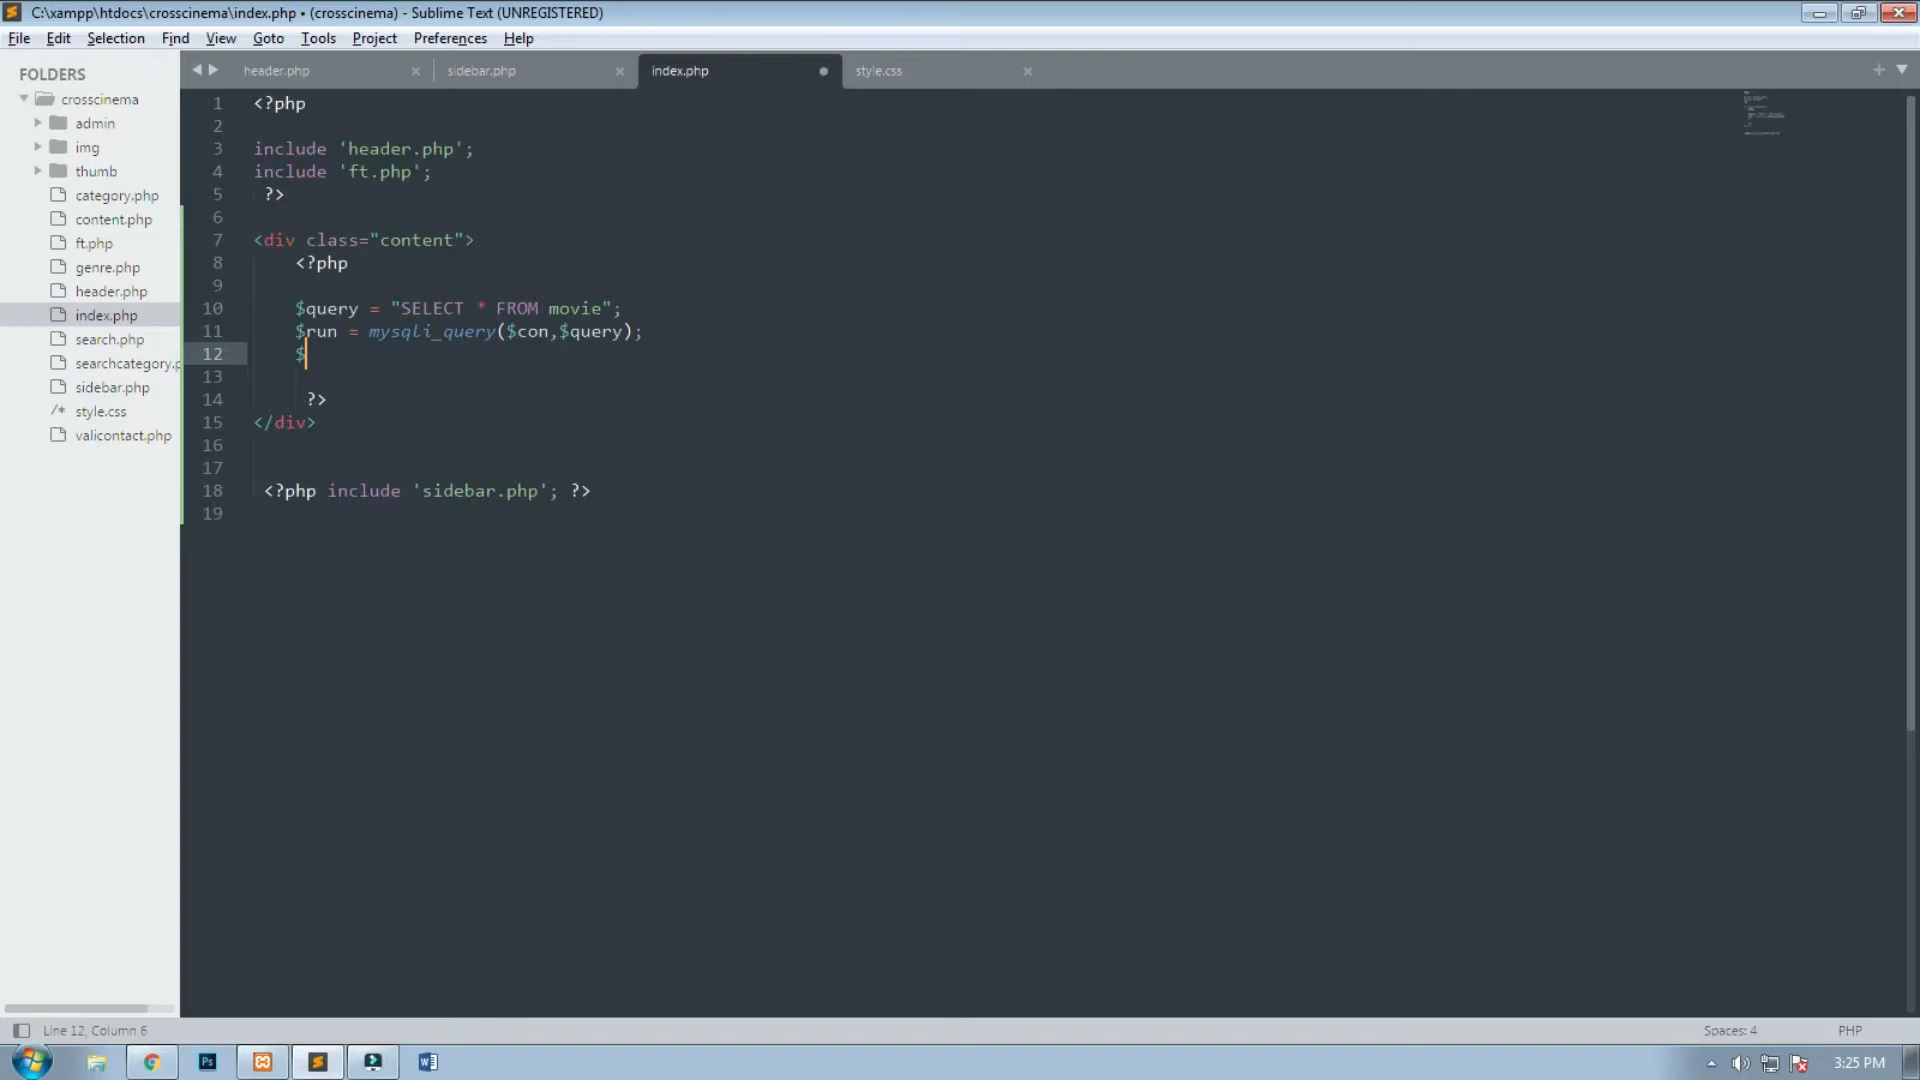 C:\xampp\htdocs\crosscinema\index.php • (crosscinema) - Sublime Text (UNREGISTERED)
File Edit Selection Find View Goto Tools Project Preferences Help
FOLDERS
crosscinema
admin
img
thumb
category.php
content.php
ft.php
genre.php
header.php
index.php
search.php
searchcategory.p
sidebar.php
/* style.css
valicontact.php
header.php × sidebar.php × index.php • style.css ×
1 <?php
2
3 include 'header.php';
4 include 'ft.php';
5 ?>
6
7 <div class="content">
8 <?php
9
10 $query = "SELECT * FROM movie";
11 $run = mysqli_query($con,$query);
12 $
13
14 ?>
15 </div>
16
17
18 <?php include 'sidebar.php'; ?>
19
Line 12, Column 6
Spaces: 4
PHP
Ps
3:25 PM